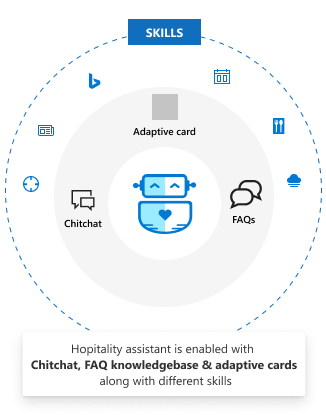 SKILLS
Adaptive card
Chitchat
FAQs
Hopitality assistant is enabled with
Chitchat, FAQ knowledgebase & adaptive cards
along with different skills